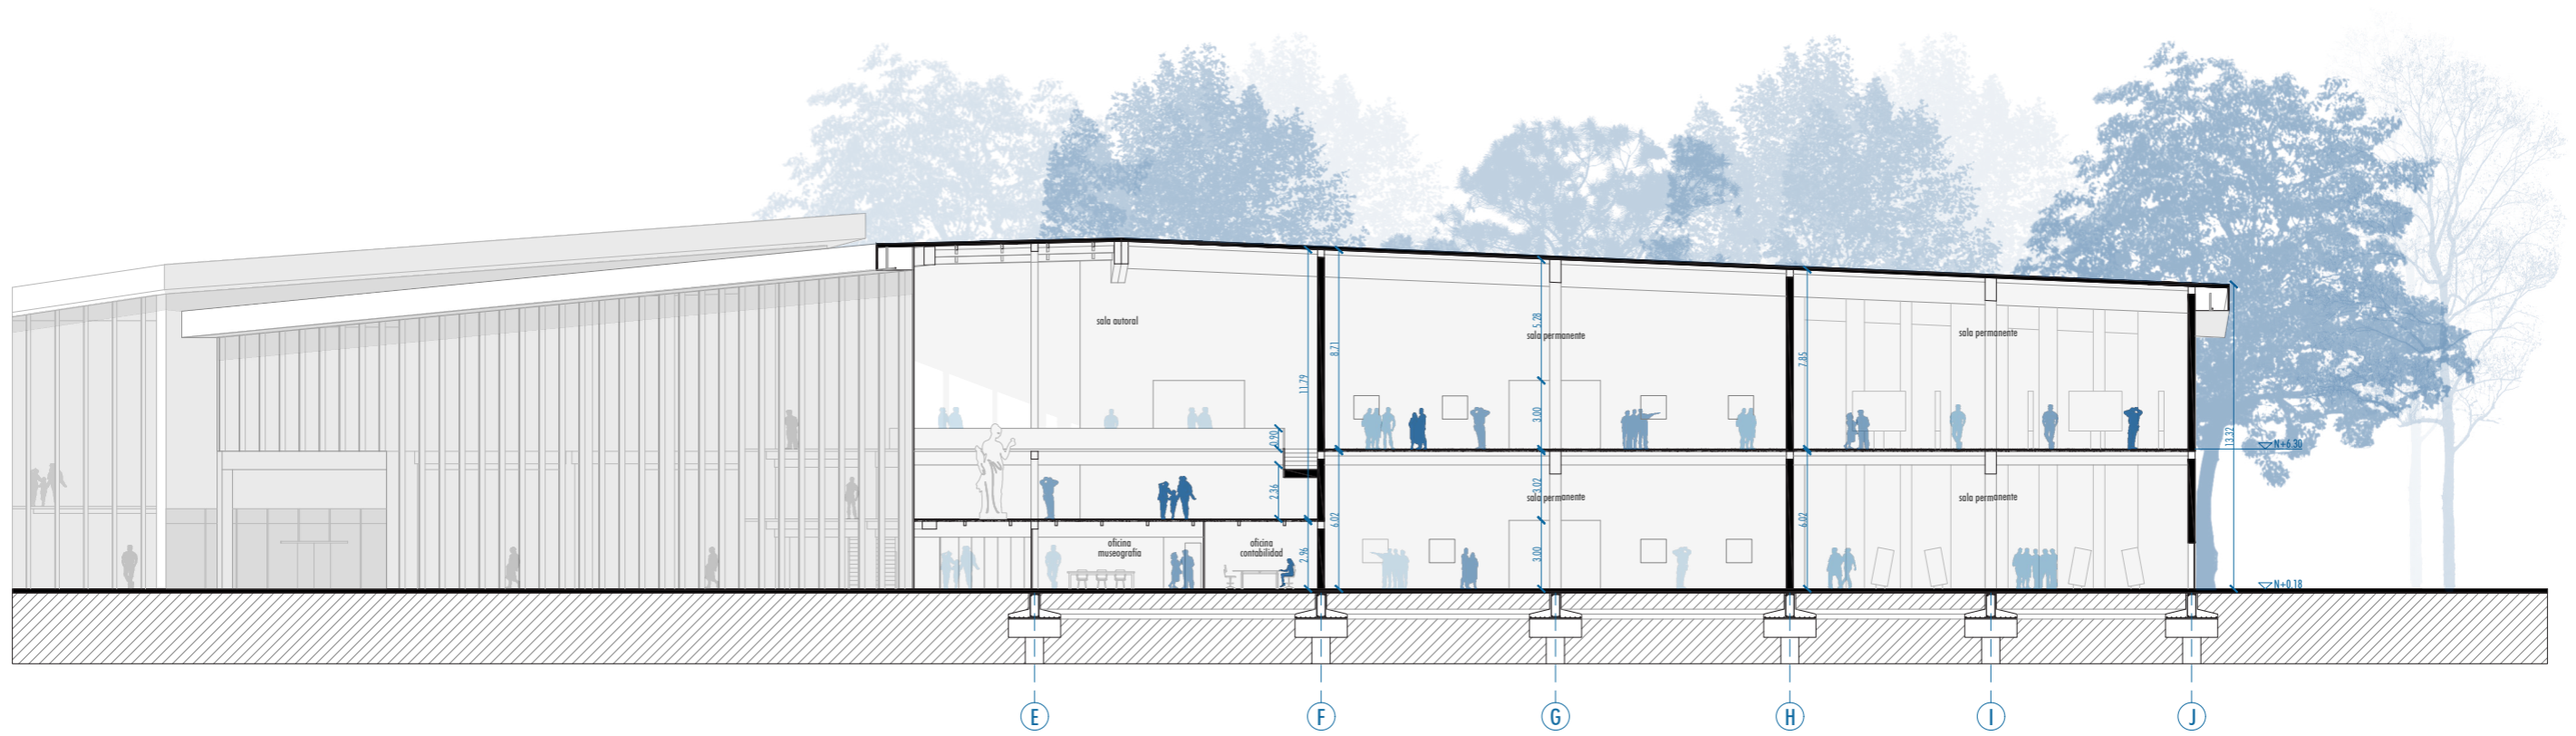 sala autoral
sala permanente
sala permanente
5.28
8.71
7.85
11.79
3.00
0.90
13.32
N+6.30
2.36
3.02
sala permanente
sala permanente
6.02
6.02
oficina
museografía
oficina
contabilidad
2.96
3.00
N+0.18
E
F
G
H
I
J